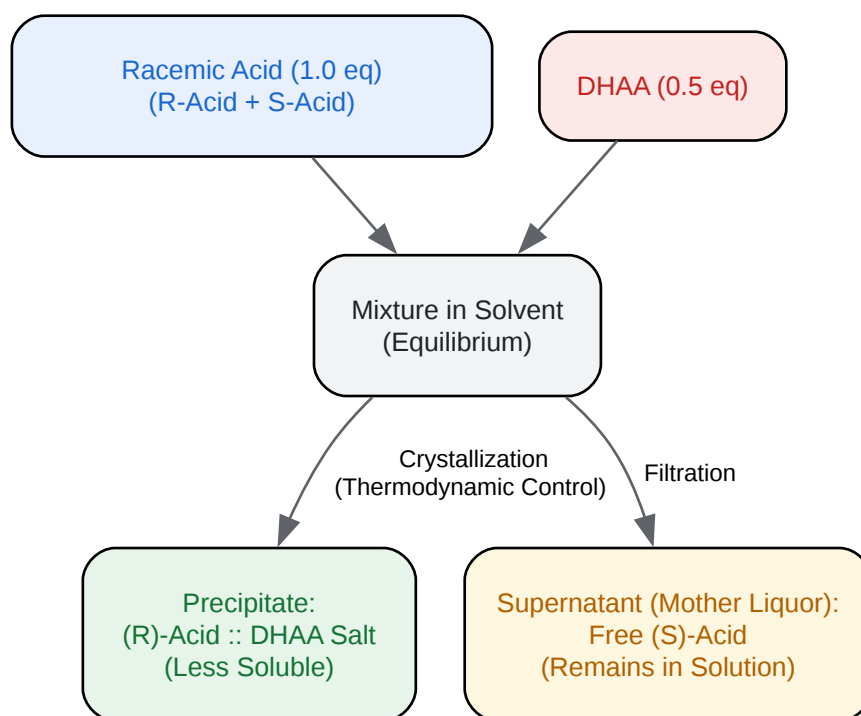 Racemic Acid (1.0 eq)
(R-Acid + S-Acid)
DHAA (0.5 eq)
Mixture in Solvent
(Equilibrium)
Crystallization
(Thermodynamic Control)
Filtration
Precipitate:
(R)-Acid :: DHAA Salt
(Less Soluble)
Supernatant (Mother Liquor):
Free (S)-Acid
(Remains in Solution)